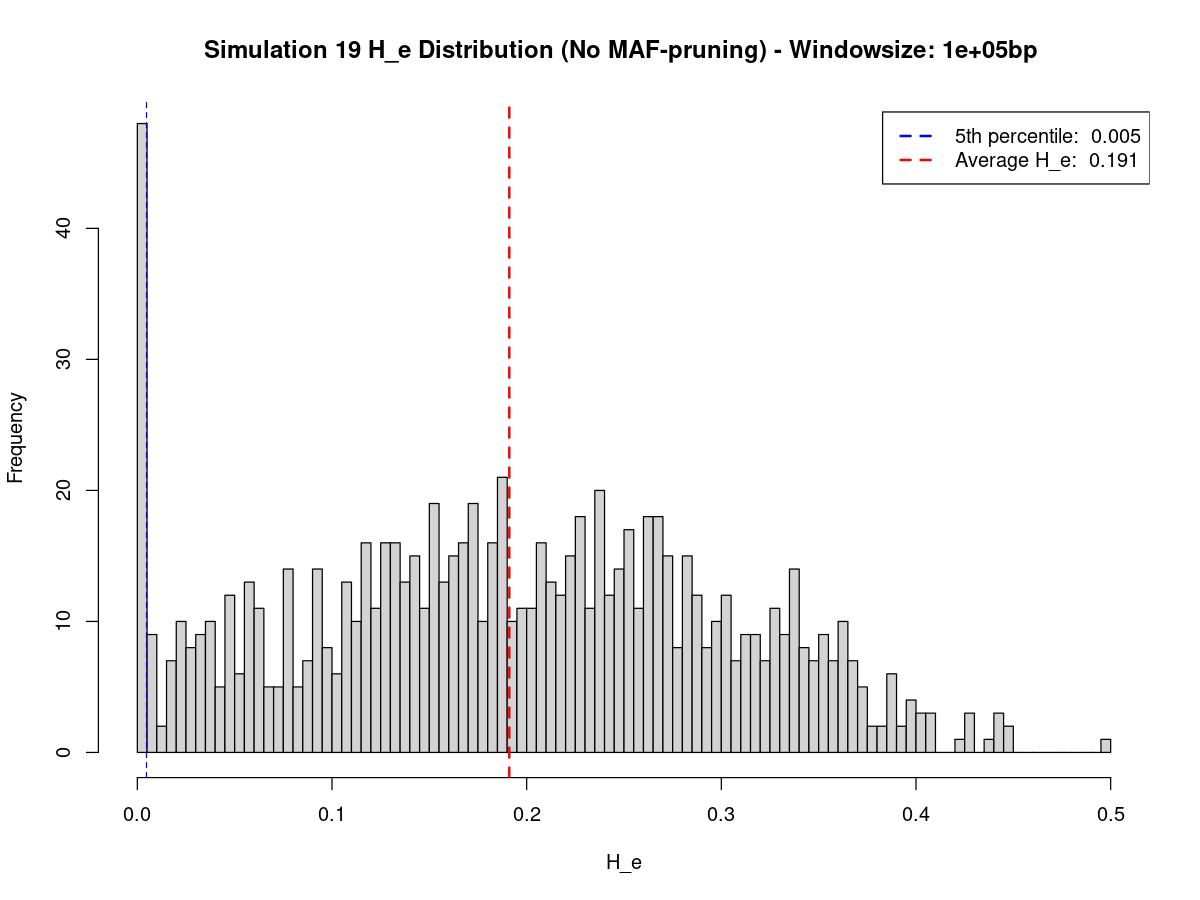 Simulation 19 H_e Distribution (No MAF-pruning) - Windowsize: 1e+05bp
5th percentile:  0.005
Average H_e:  0.191
Frequency
40
30
20
10
0
0.0 0.1 0.2 0.3 0.4 0.5
H_e